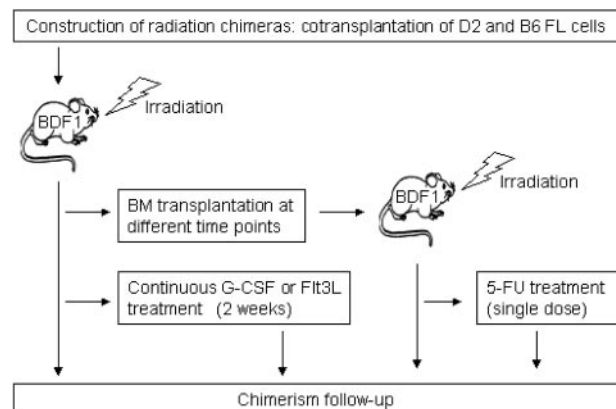 Construction of radiation chimeras: cotransplantation of D2 and B6 FL cells
Irradiation
BDF1
Irradiation
BDF1
BM transplantation at
different time points
Continuous G-CSF or Flt3L
treatment (2 weeks)
5-FU treatment
(single dose)
Chimerism follow-up